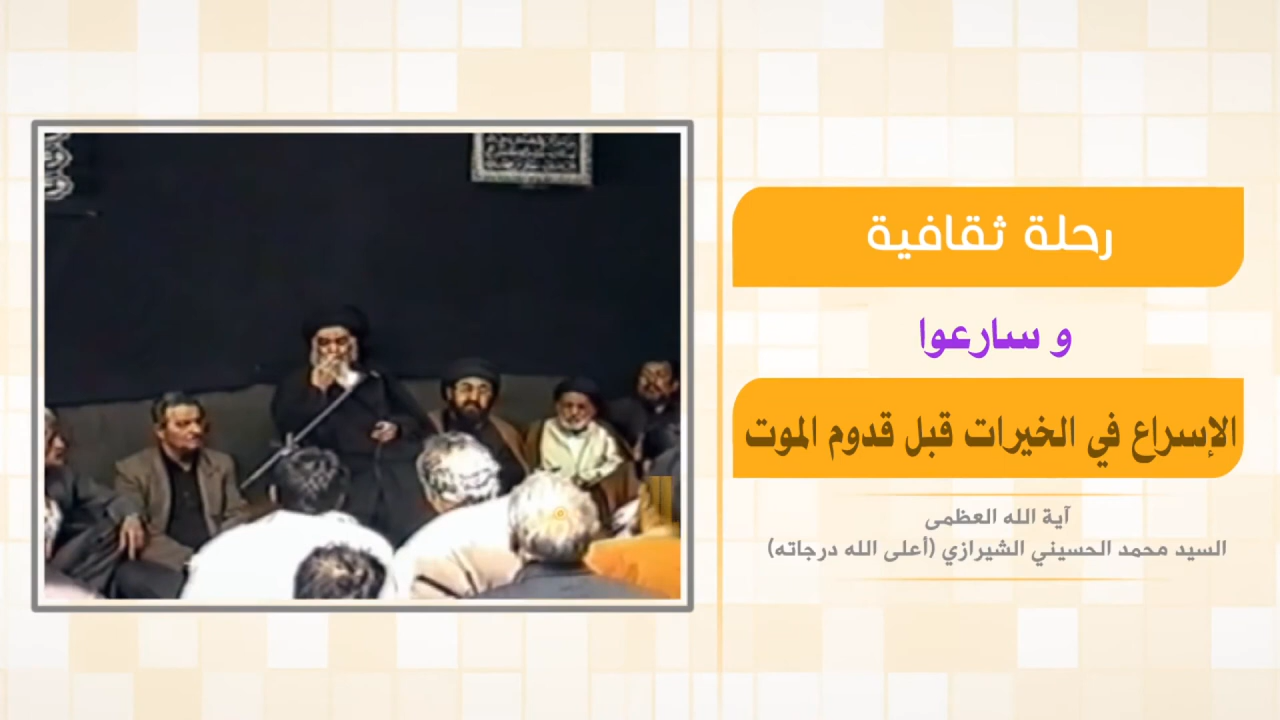 رحلة ثقافية
و سارعوا
الإسراع في الخيرات قبل قدوم الموت
آية الله العظمى
السيد محمد الحسيني الشيرازي (أعلى الله درجاته)